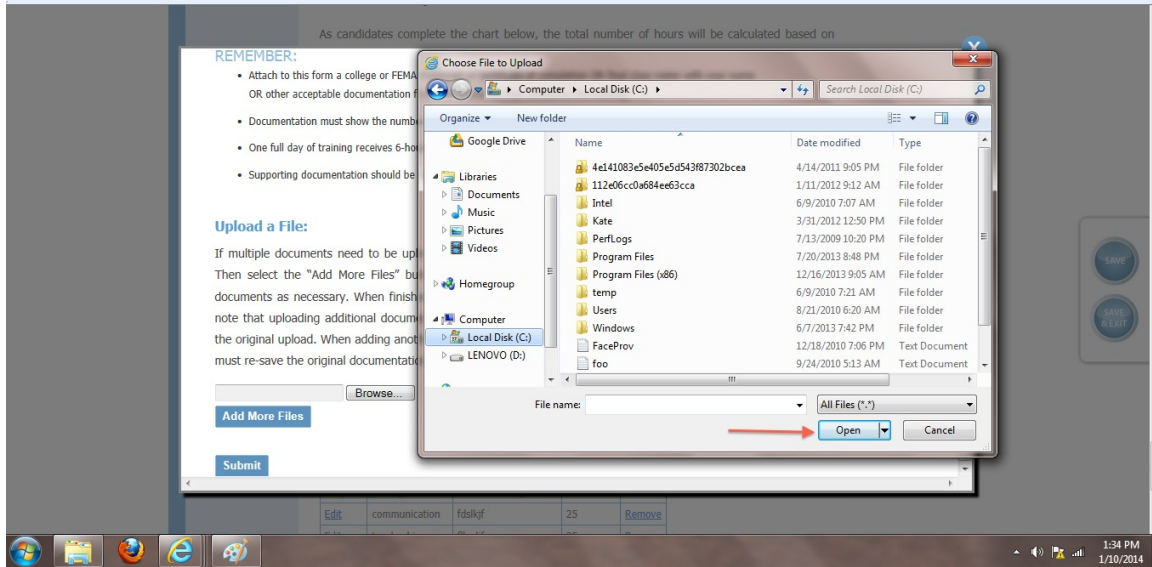 As candidates complete the chart below, the total number of hours will be calculated based on
X
REMEMBER:
Attach to this form a college or FEMA
OR other acceptable documentation f
Documentation must show the numb
One full day of training receives 6-hou
Supporting documentation should be
Upload a File:
If multiple documents need to be upl
Then select the "Add More Files" bu
documents as necessary. When finish
note that uploading additional docum
the original upload. When adding anot
must re-save the original documentatio
Browse...
Add More Files
Submit
Choose File to Upload
Computer Local Disk (C:)
Search Local Disk (C:)
Organize New folder
Google Drive
Libraries
Documents
Music
Pictures
Videos
Homegroup
Computer
Local Disk (C:)
LENOVO (D:)
Name Date modified Type
4e141083e5e405e5d543f87302bcea 4/14/2011 9:05 PM File folder
112e06cc0a684ee63cca 1/11/2012 9:12 AM File folder
Intel 6/9/2010 7:07 AM File folder
Kate 3/31/2012 12:50 PM File folder
PerfLogs 7/13/2009 10:20 PM File folder
Program Files 7/20/2013 8:48 PM File folder
Program Files (x86) 12/16/2013 9:05 AM File folder
temp 6/9/2010 7:21 AM File folder
Users 8/21/2010 6:20 AM File folder
Windows 6/7/2013 7:42 PM File folder
FaceProv 12/18/2010 7:06 PM Text Document
foo 9/24/2010 5:13 AM Text Document
File name: All Files (*.*)
Open Cancel
SAVE
SAVE
& EXIT
Edit communication fdslkjf 25 Remove
1:34 PM
1/10/2014